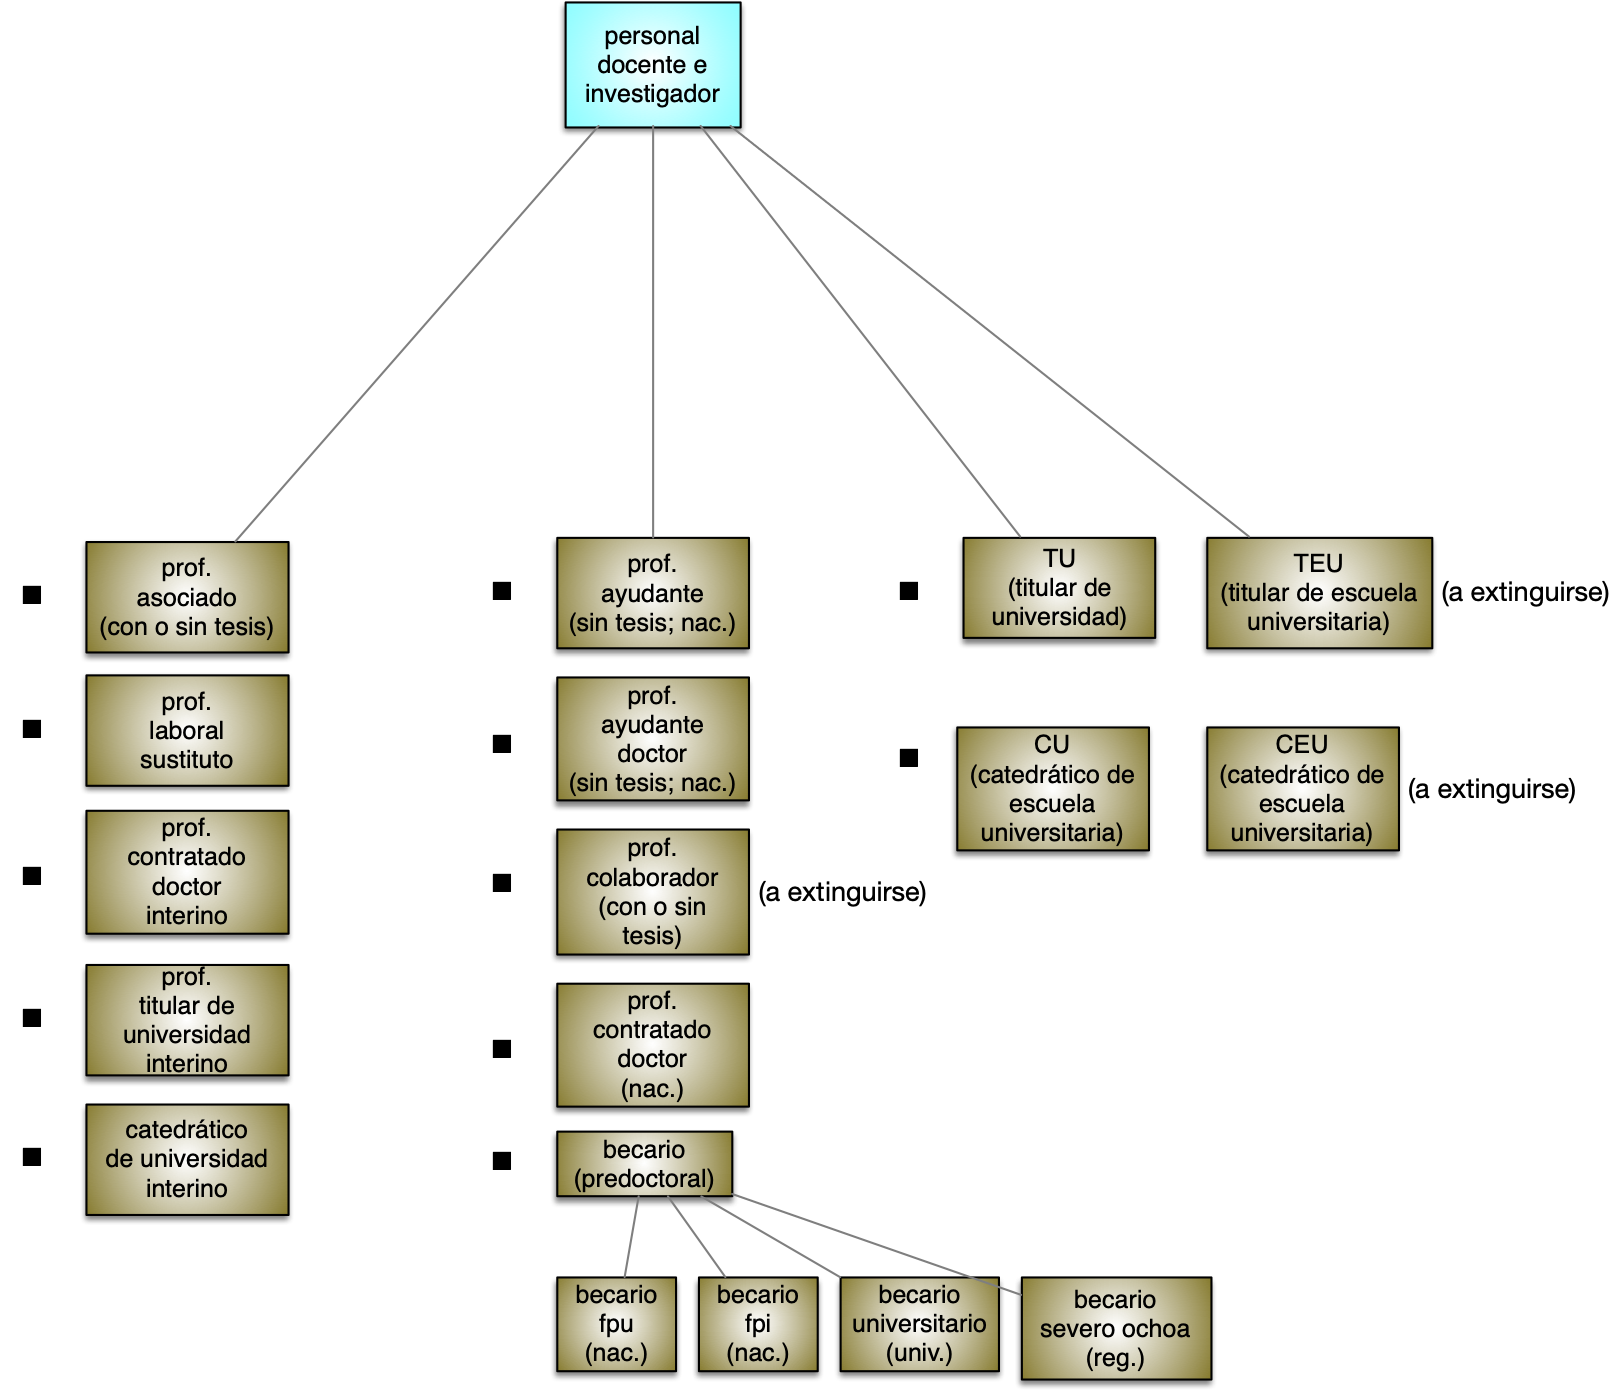 personal
docente e
investigador
prof.
asociado
(con o sin tesis)
prof.
laboral
sustituto
prof.
contratado
doctor
interino
prof.
titular de
universidad
interino
catedrático
de universidad
interino
prof.
ayudante
(sin tesis; nac.)
prof.
ayudante
doctor
(sin tesis; nac.)
prof.
colaborador
(con o sin
tesis)
(a extinguirse)
prof.
contratado
doctor
(nac.)
becario
(predoctoral)
becario
fpu
(nac.)
becario
fpi
(nac.)
becario
universitario
(univ.)
becario
severo ochoa
(reg.)
TU
(titular de
universidad)
TEU
(titular de escuela
universitaria)
(a extinguirse)
CU
(catedrático de
escuela
universitaria)
CEU
(catedrático de
escuela
universitaria)
(a extinguirse)